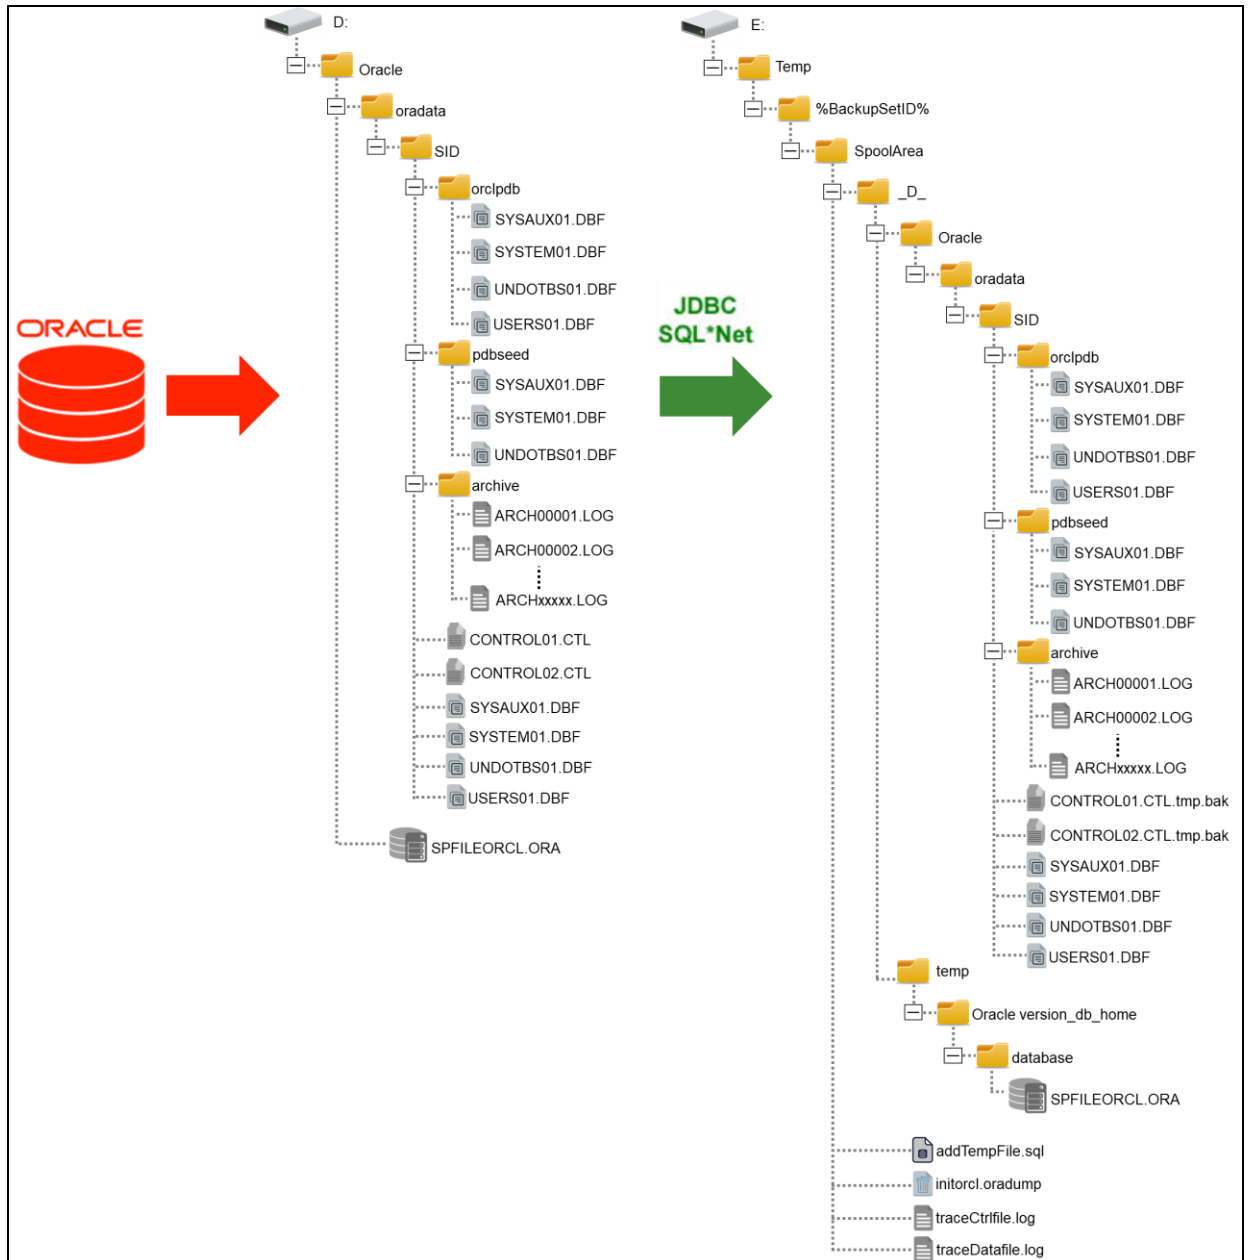 D:
Oracle
oradata
SID
orclpdb
SYSAUX01.DBF
SYSTEM01.DBF
UNDOTBS01.DBF
USERS01.DBF
pdbseed
SYSAUX01.DBF
SYSTEM01.DBF
UNDOTBS01.DBF
archive
ARCH00001.LOG
ARCH00002.LOG
ARCHxxxxx.LOG
CONTROL01.CTL
CONTROL02.CTL
SYSAUX01.DBF
SYSTEM01.DBF
UNDOTBS01.DBF
USERS01.DBF
SPFILEORCL.ORA
ORACLE
JDBC
SQL*Net
E:
Temp
%BackupSetID%
SpoolArea
_D_
Oracle
oradata
SID
orclpdb
SYSAUX01.DBF
SYSTEM01.DBF
UNDOTBS01.DBF
USERS01.DBF
pdbseed
SYSAUX01.DBF
SYSTEM01.DBF
UNDOTBS01.DBF
archive
ARCH00001.LOG
ARCH00002.LOG
ARCHxxxxx.LOG
CONTROL01.CTL.tmp.bak
CONTROL02.CTL.tmp.bak
SYSAUX01.DBF
SYSTEM01.DBF
UNDOTBS01.DBF
USERS01.DBF
temp
Oracle version_db_home
database
SPFILEORCL.ORA
addTempFile.sql
initorcl.oradump
traceCtrlfile.log
traceDatafile.log